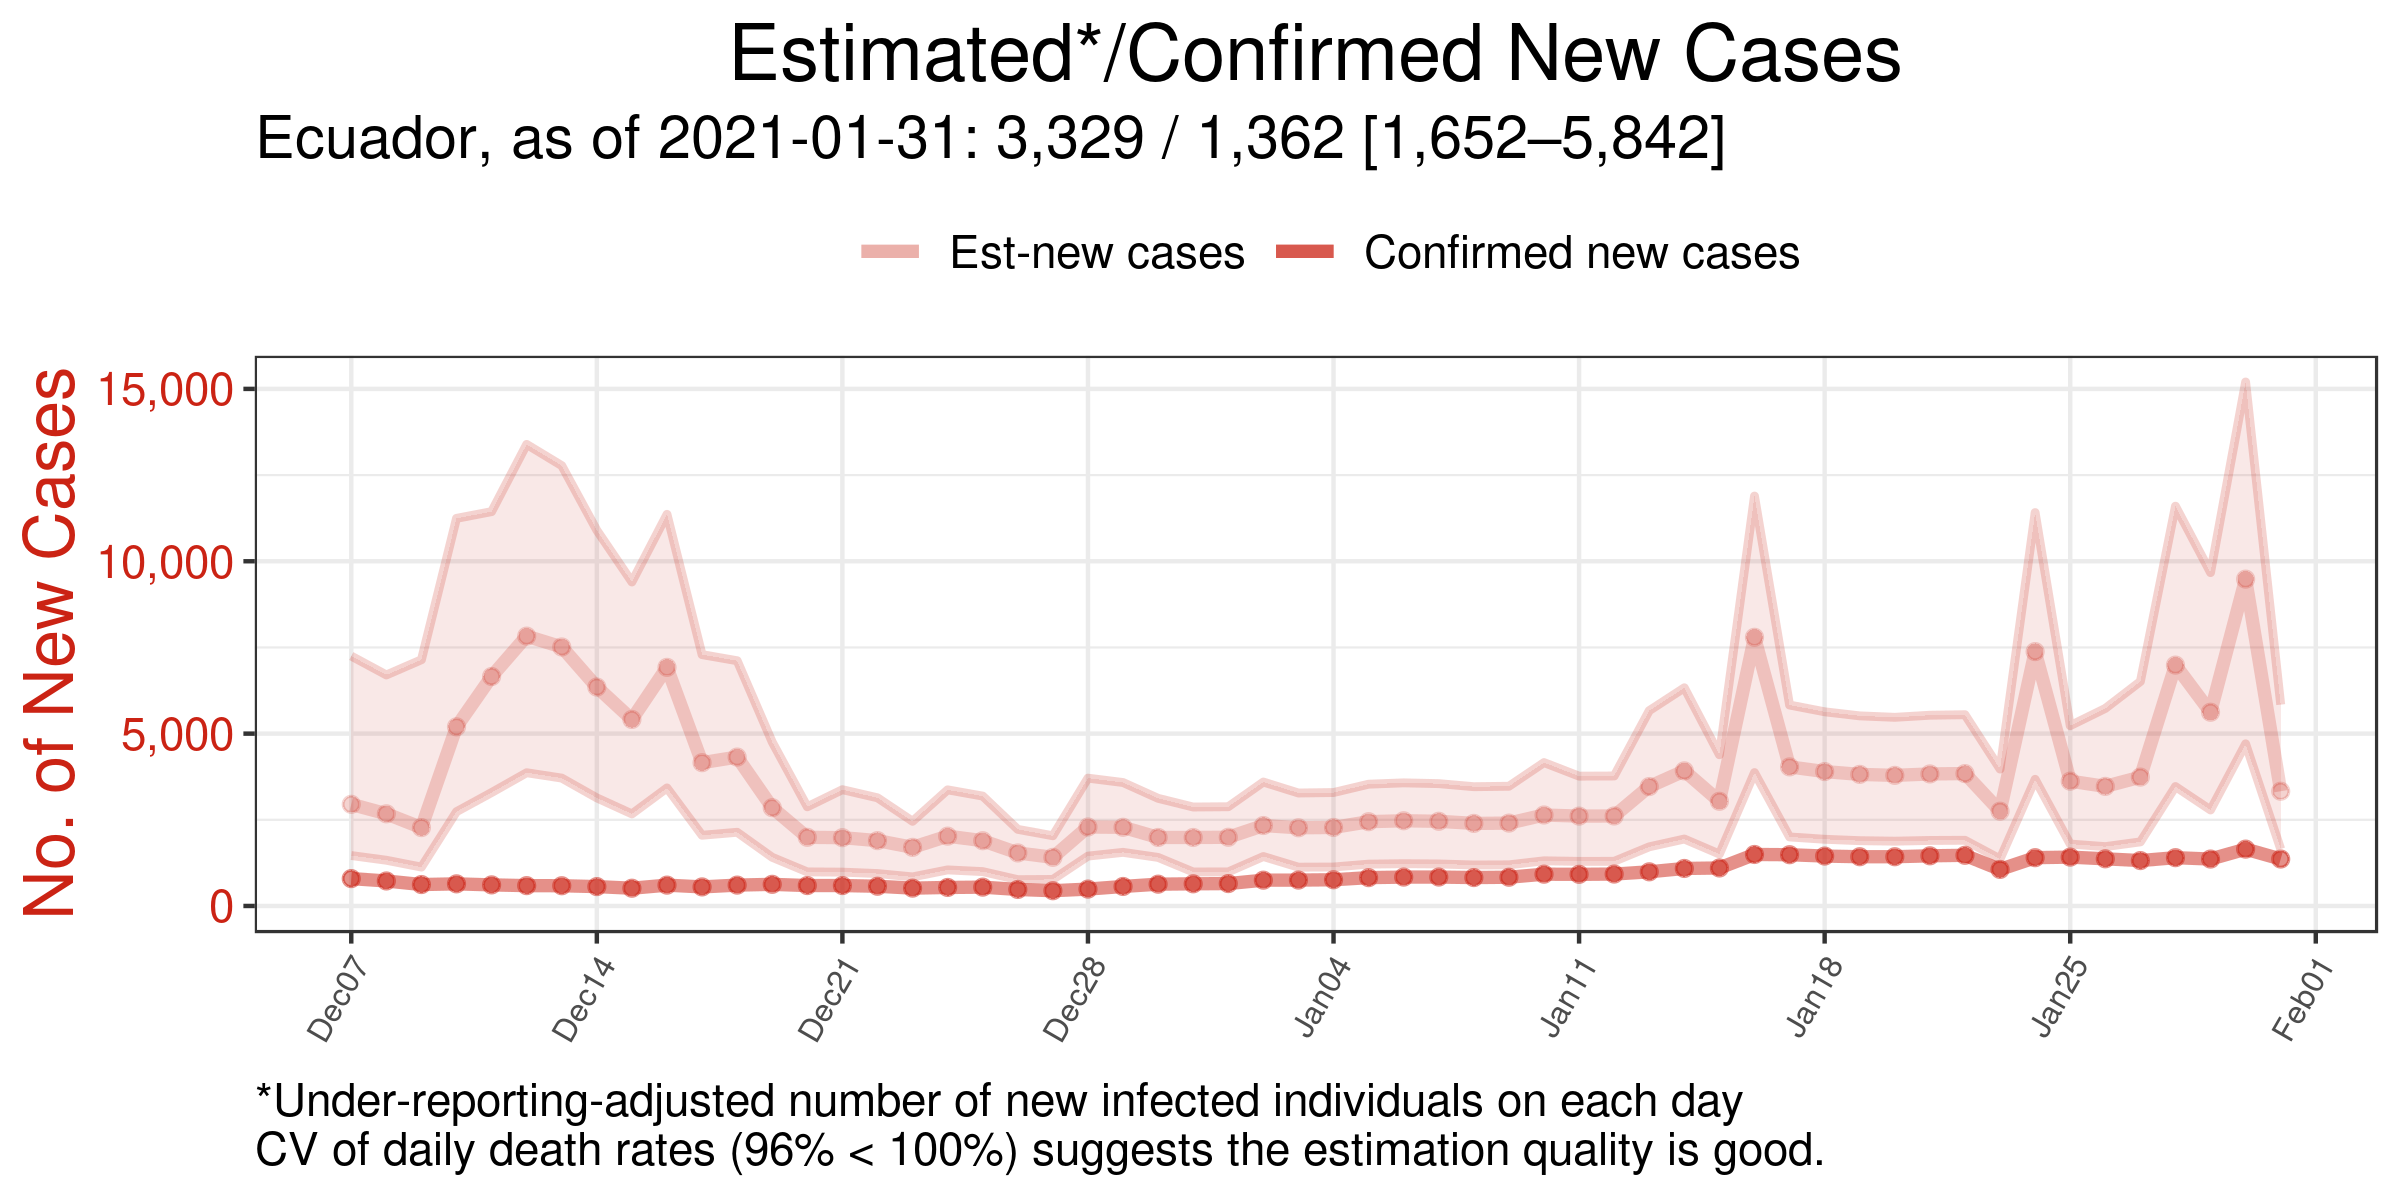 Estimated*/Confirmed New Cases
Ecuador, as of 2021-01-31: 3,329 / 1,362 [1,652–5,842]
Est-new cases
Confirmed new cases
No. of New Cases
15,000
10,000
5,000
0
Dec07
Dec14
Dec21
Dec28
Jan04
Jan11
Jan18
Jan25
Feb01
*Under-reporting-adjusted number of new infected individuals on each day
CV of daily death rates (96% < 100%) suggests the estimation quality is good.